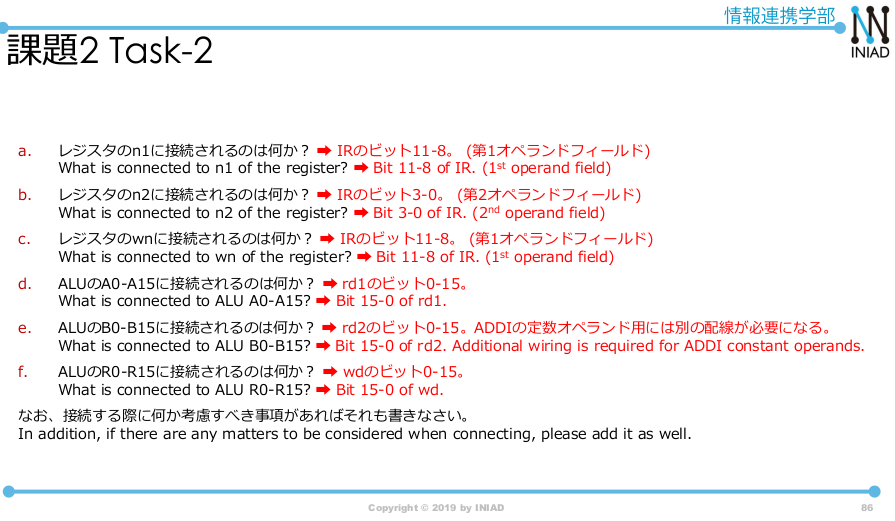 情報連携学部
INIAD
課題2 Task-2
a. レジスタのn1に接続されるのは何か？ ➡ IRのビット11-8。 (第1オペランドフィールド)
What is connected to n1 of the register? ➡ Bit 11-8 of IR. (1st operand field)
b. レジスタのn2に接続されるのは何か？ ➡ IRのビット3-0。 (第2オペランドフィールド)
What is connected to n2 of the register? ➡ Bit 3-0 of IR. (2nd operand field)
c. レジスタのwnに接続されるのは何か？ ➡ IRのビット11-8。 (第1オペランドフィールド)
What is connected to wn of the register? ➡ Bit 11-8 of IR. (1st operand field)
d. ALUのA0-A15に接続されるのは何か？ ➡ rd1のビット0-15。
What is connected to ALU A0-A15? ➡ Bit 15-0 of rd1.
e. ALUのB0-B15に接続されるのは何か？ ➡ rd2のビット0-15。ADDIの定数オペランド用には別の配線が必要になる。
What is connected to ALU B0-B15? ➡ Bit 15-0 of rd2. Additional wiring is required for ADDI constant operands.
f. ALUのR0-R15に接続されるのは何か？ ➡ wdのビット0-15。
What is connected to ALU R0-R15? ➡ Bit 15-0 of wd.
なお、接続する際に何か考慮すべき事項があればそれも書きなさい。
In addition, if there are any matters to be considered when connecting, please add it as well.
Copyright © 2019 by INIAD
86